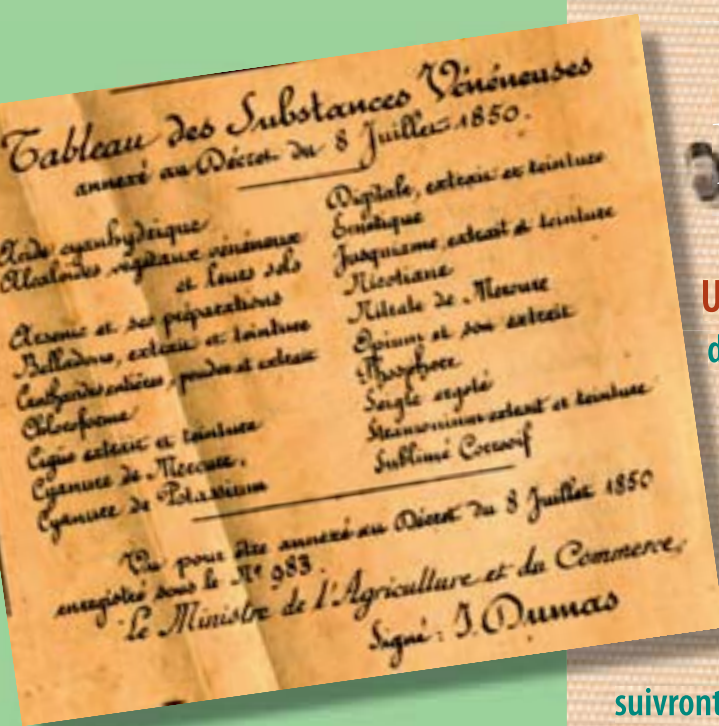 Tableau des Substances Vénéneuses
annexé au Décret du 8 Juillet 1850.
Acide cyanhydrique
Alcaloïdes végétaux vénéneux
et leurs sels
Arsenic et ses préparations
Belladone, extrait et teinture
Cantharides entières, poudre et extrait
Chloroforme
Cigüe extrait et teinture
Cyanure de Mercure.
Cyanure de Potassium
Digitale, extrait et teinture
Émétique
Jusquiame, extrait et teinture
Nicotiane
Nitrate de Mercure
Opium et son extrait
Phosphore
Seigle ergoté
Stramonium extrait et teinture
Sublimé Corrosif
Vu pour être annexé au Décret du 8 Juillet 1850
enregistré sous le N° 983.
Le Ministre de l'Agriculture et du Commerce,
Signé : J. Dumas
U
d
suivront